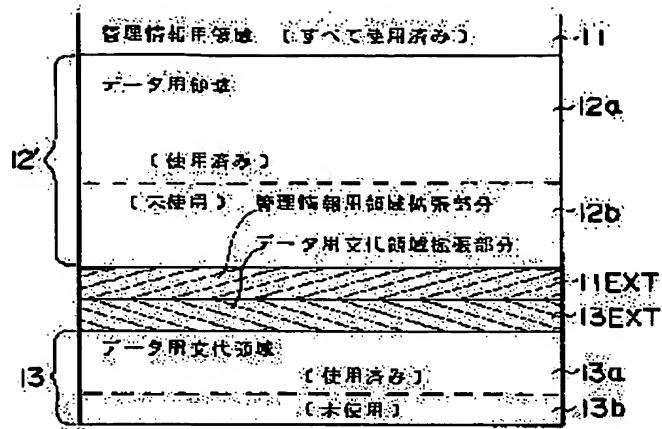 管理情報用領域 〔すべて使用済み〕 11
データ用領域 12a
12'
〔使用済み〕
〔未使用〕 管理情報用領域拡張部分 12b
データ用交代領域拡張部分
11EXT
13EXT
データ用交代領域
13 〔使用済み〕 13a
〔未使用〕 13b